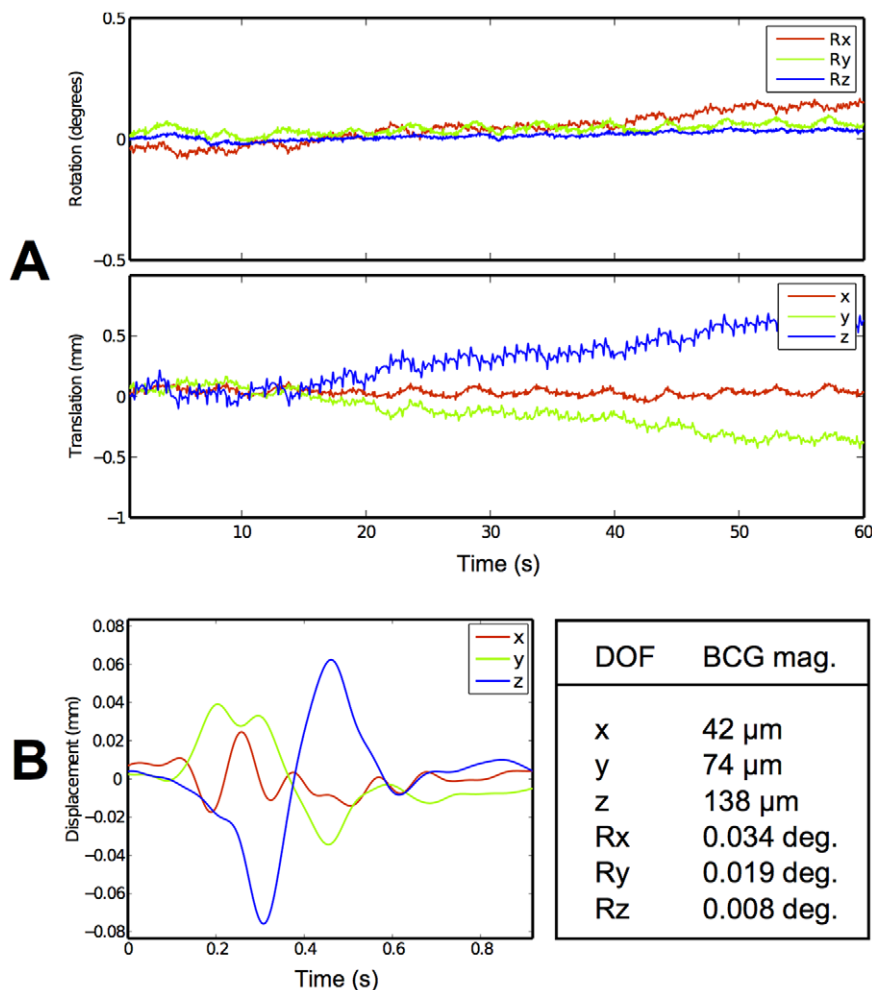 A
0.5
0
−0.5
Rotation (degrees)
Rx
Ry
Rz
0.5
0
−0.5
−1
Translation (mm)
x
y
z
10
20
30
40
50
60
Time (s)
B
0.08
0.06
0.04
0.02
0
−0.02
−0.04
−0.06
−0.08
Displacement (mm)
x
y
z
0
0.2
0.4
0.6
0.8
Time (s)
DOF BCG mag.
x 42 µm
y 74 µm
z 138 µm
Rx 0.034 deg.
Ry 0.019 deg.
Rz 0.008 deg.